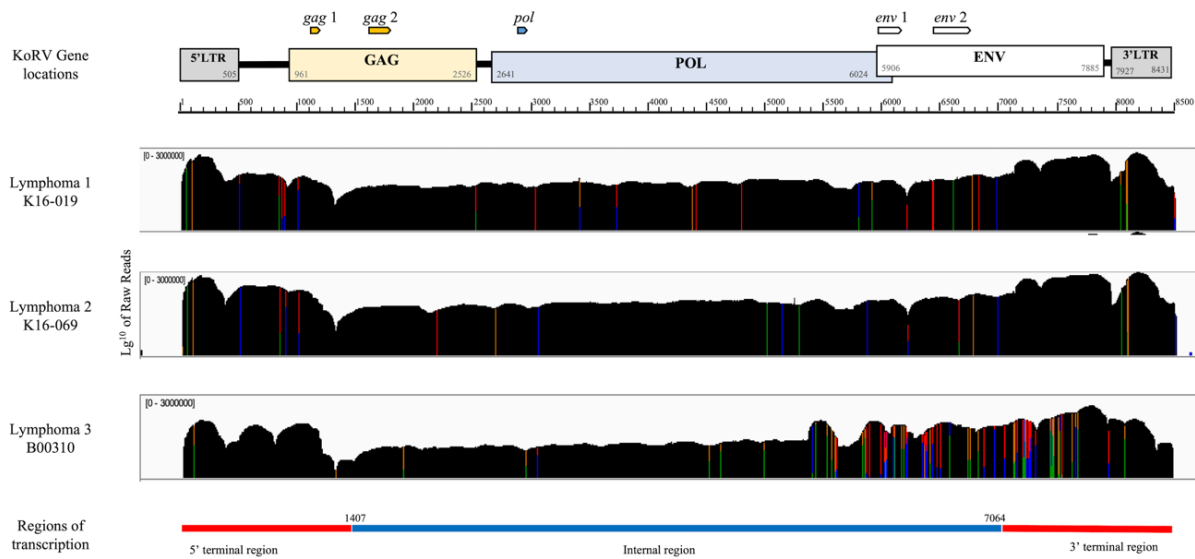 gag 1
gag 2
pol
env 1
env 2
KoRV Gene
locations
5'LTR
505
GAG
961
2526
POL
2641
6024
ENV
5906
7885
3'LTR
7927
8431
1
500
1000
1500
2000
2500
3000
3500
4000
4500
5000
5500
6000
6500
7000
7500
8000
8500
[0 - 3000000]
Lymphoma 1
K16-019
Lg10 of Raw Reads
[0 - 3000000]
Lymphoma 2
K16-069
[0 - 3000000]
Lymphoma 3
B00310
Regions of
transcription
1407
7064
5' terminal region
Internal region
3' terminal region